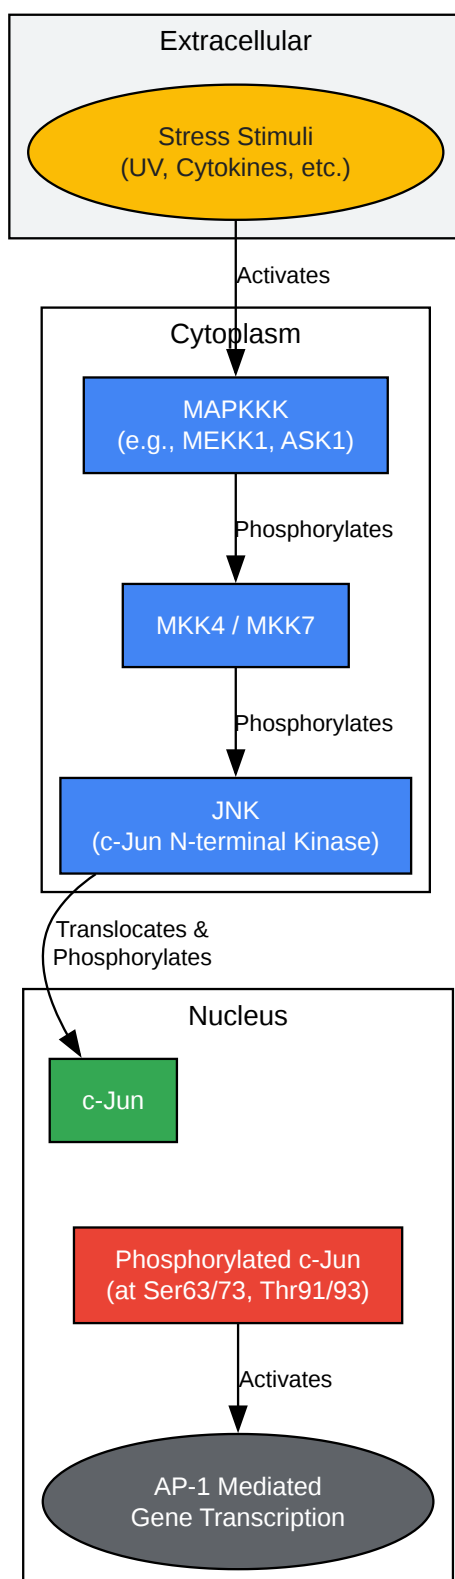 Extracellular
Stress Stimuli
(UV, Cytokines, etc.)
Activates
Cytoplasm
MAPKKK
(e.g., MEKK1, ASK1)
Phosphorylates
MKK4 / MKK7
Phosphorylates
JNK
(c-Jun N-terminal Kinase)
Translocates &
Phosphorylates
Nucleus
c-Jun
Phosphorylated c-Jun
(at Ser63/73, Thr91/93)
Activates
AP-1 Mediated
Gene Transcription